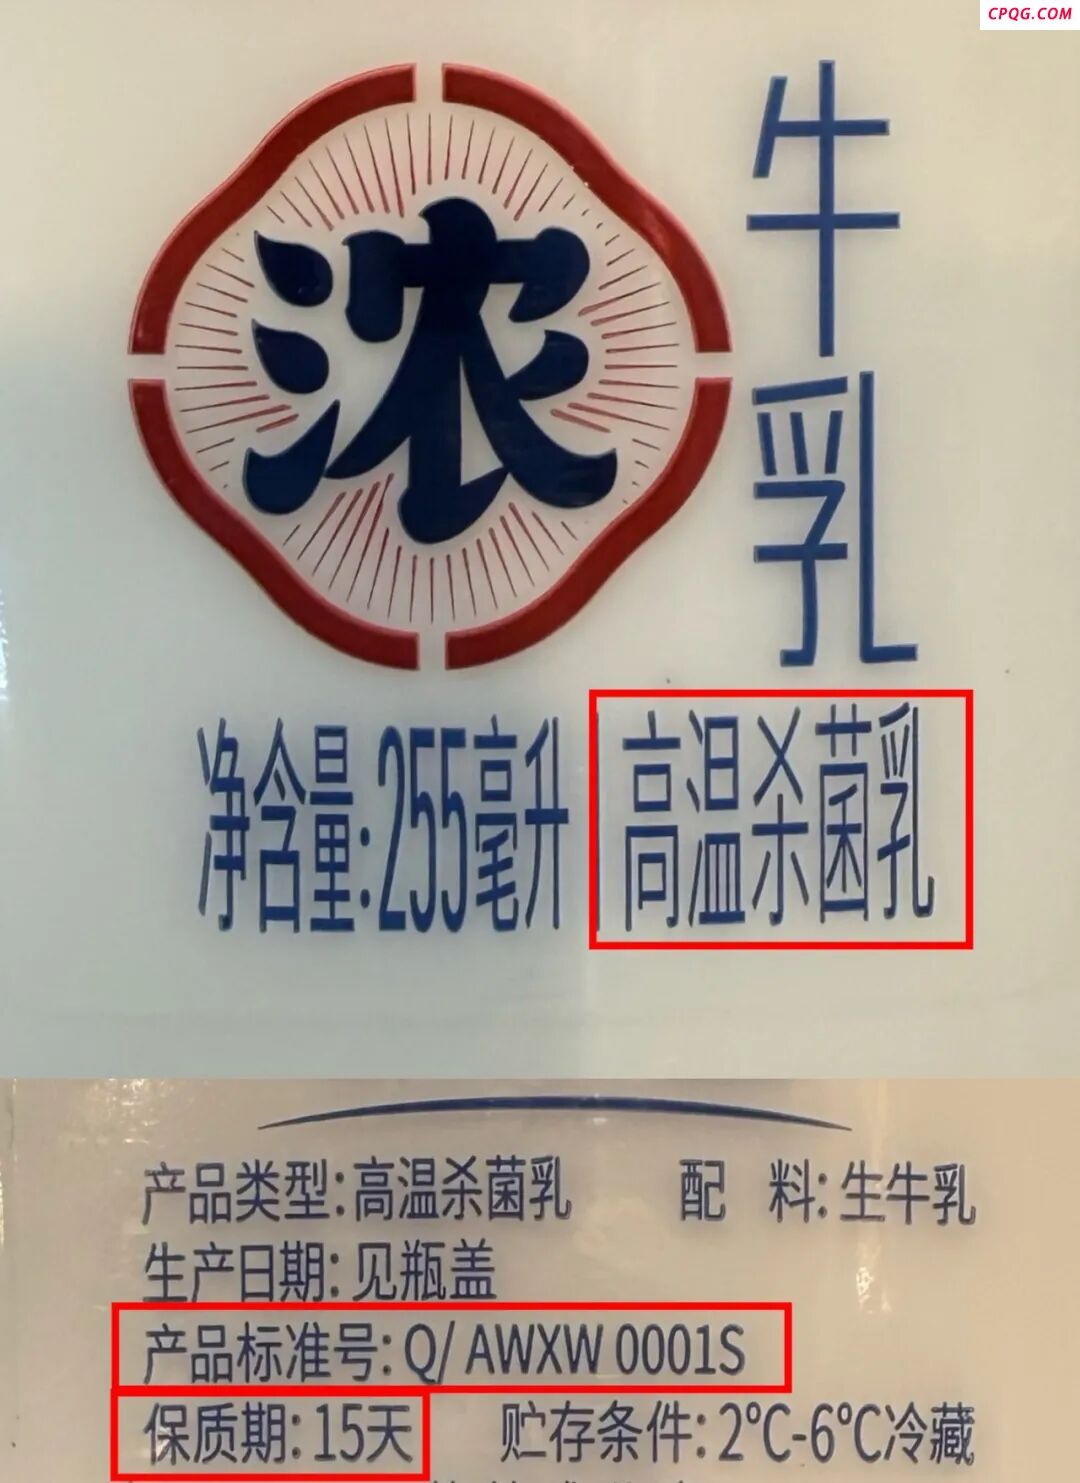 CPQG.COM
浓
牛乳
净含量:255毫升|高温杀菌乳
产品类型:高温杀菌乳 配 料:生牛乳
生产日期:见瓶盖
产品标准号:Q/AWXW 0001S
保质期:15天 贮存条件:2℃-6℃冷藏